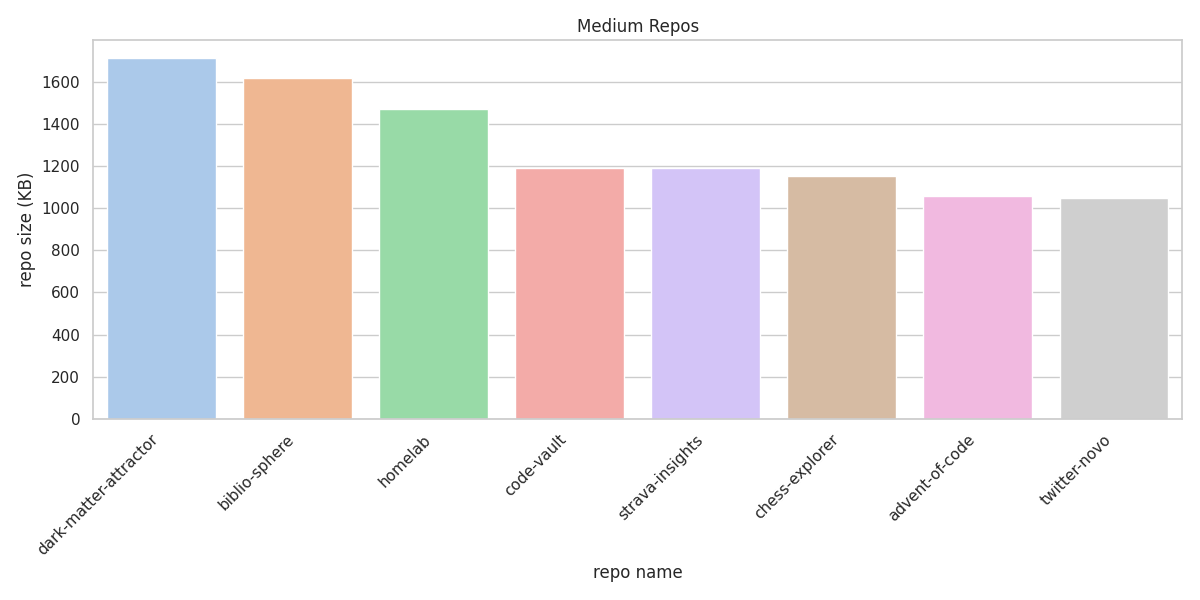 Medium Repos
repo size (KB)
1600
1400
1200
1000
800
600
400
200
0
dark-matter-attractor
biblio-sphere
homelab
code-vault
strava-insights
chess-explorer
advent-of-code
twitter-novo
repo name